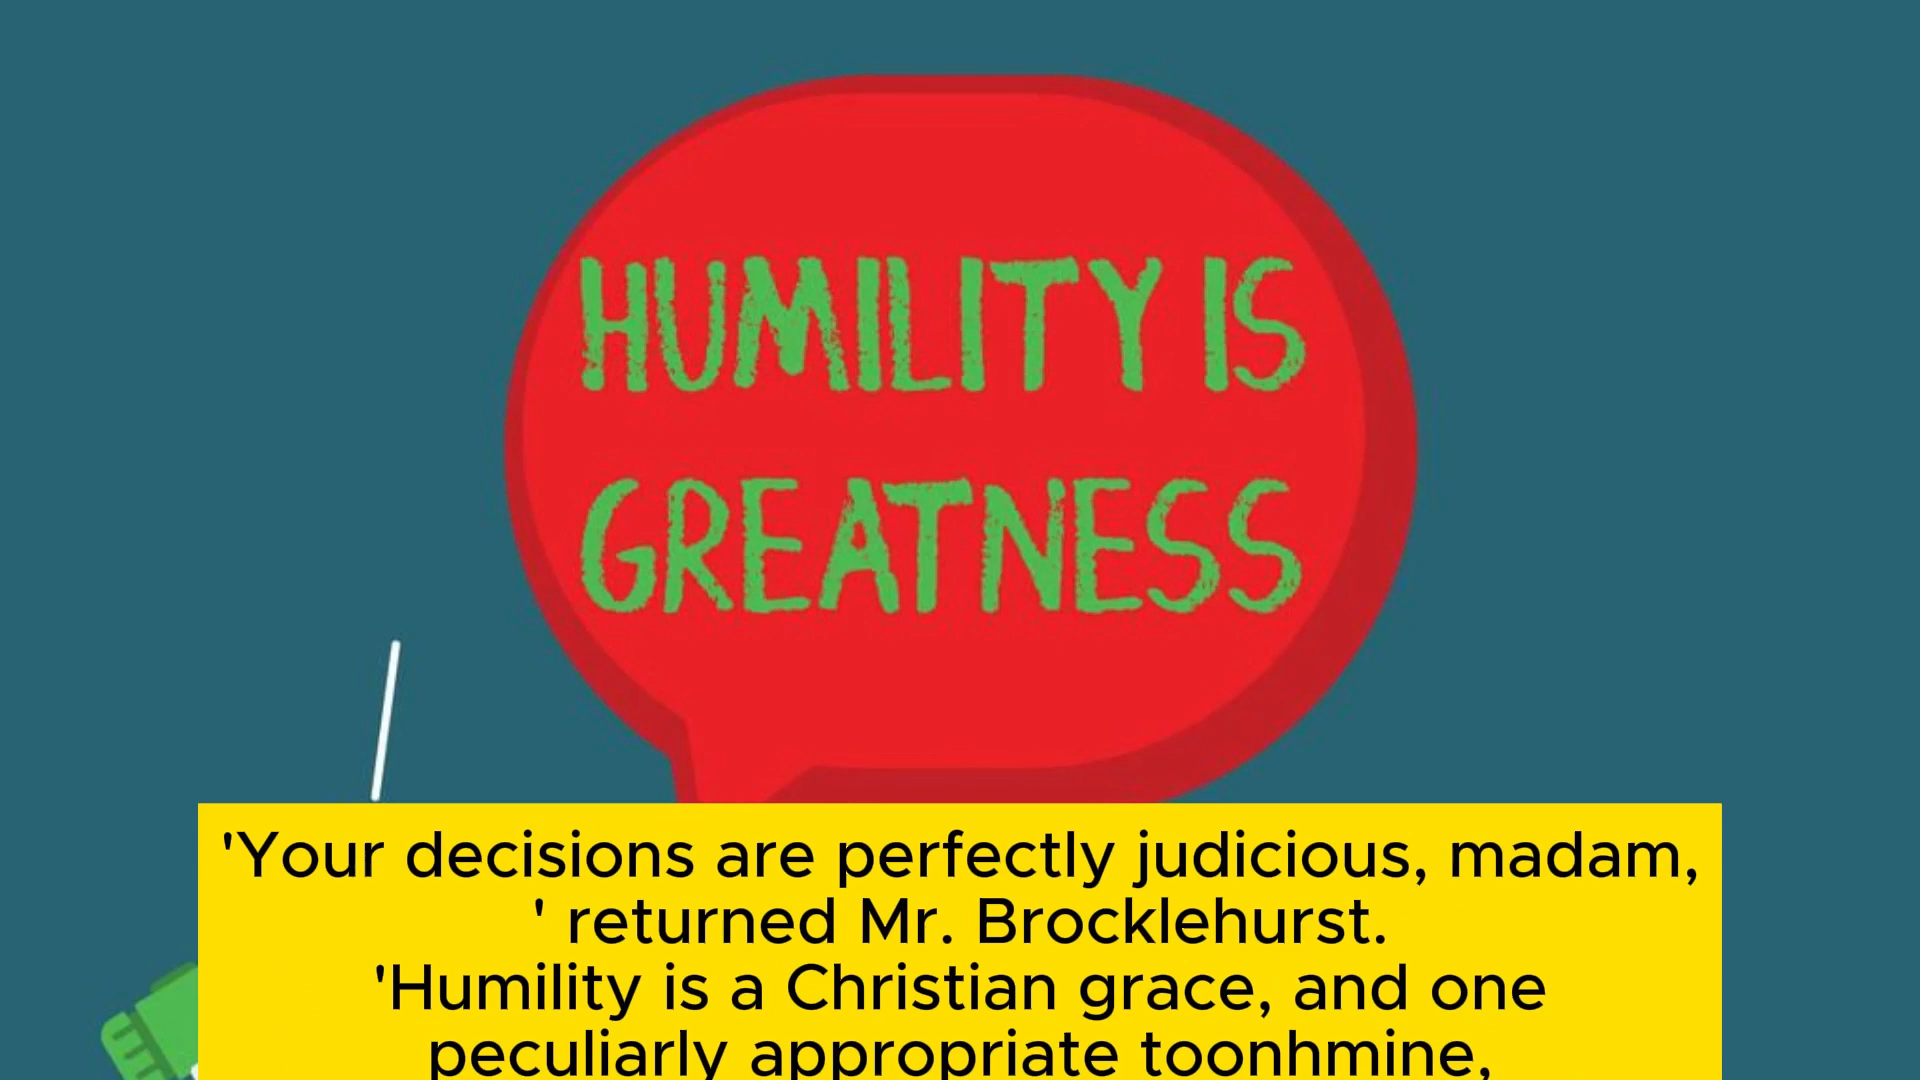 HUMILITY IS
GREATNESS
'Your decisions are perfectly judicious, madam,
' returned Mr. Brocklehurst.
'Humility is a Christian grace, and one
peculiarly appropriate toonhmine,